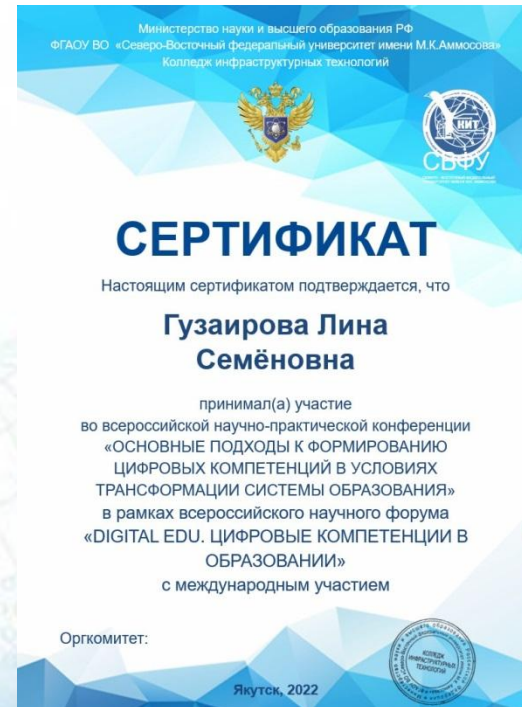 Министерство науки и высшего образования РФ
ФГАОУ ВО «Северо-Восточный федеральный университет имени М.К.Аммосова»
Колледж инфраструктурных технологий
КИТ
СВФУ
СЕРТИФИКАТ
Настоящим сертификатом подтверждается, что
Гузаирова Лина
Семёновна
принимал(а) участие
во всероссийской научно-практической конференции
«ОСНОВНЫЕ ПОДХОДЫ К ФОРМИРОВАНИЮ
ЦИФРОВЫХ КОМПЕТЕНЦИЙ В УСЛОВИЯХ
ТРАНСФОРМАЦИИ СИСТЕМЫ ОБРАЗОВАНИЯ»
в рамках всероссийского научного форума
«DIGITAL EDU. ЦИФРОВЫЕ КОМПЕТЕНЦИИ В
ОБРАЗОВАНИИ»
с международным участием
Оргкомитет:
КОЛЛЕДЖ
ИНФРАСТРУКТУРНЫХ
ТЕХНОЛОГИЙ
Якутск, 2022